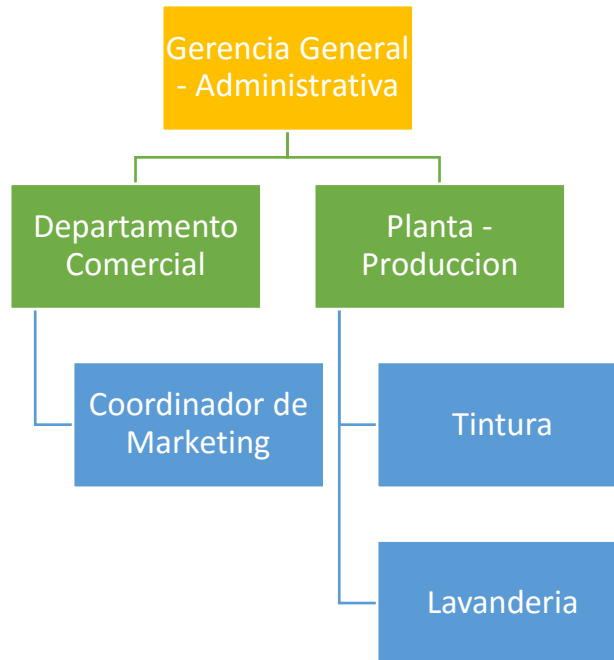 Gerencia General
- Administrativa
Departamento
Comercial
Planta -
Produccion
Coordinador de
Marketing
Tintura
Lavanderia